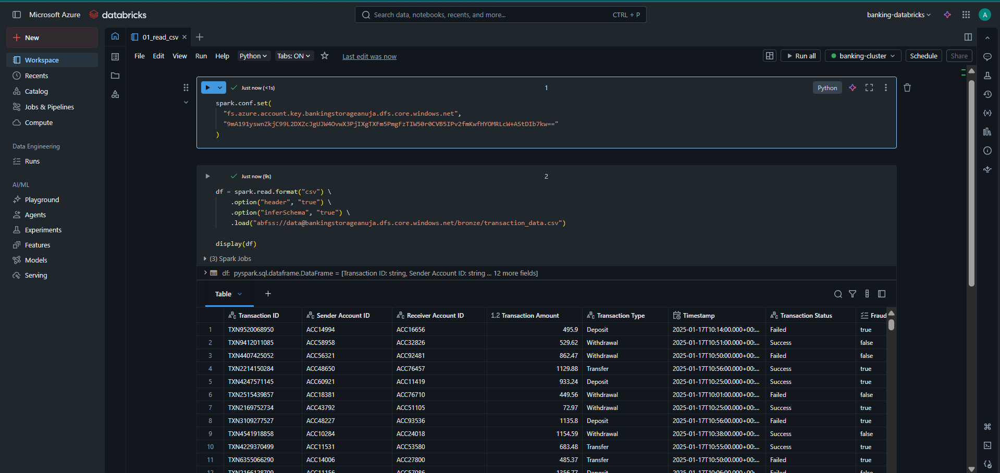 Microsoft Azure databricks
Search data, notebooks, recents, and more... CTRL + P
banking-databricks A
New
Workspace
Recents
Catalog
Jobs & Pipelines
Compute
Data Engineering
Runs
AI/ML
Playground
Agents
Experiments
Features
Models
Serving
01_read_csv
File Edit View Run Help Python Tabs: ON Last edit was now
Run all banking-cluster Schedule Share
Just now (<1s) 1 Python
spark.conf.set(
"fs.azure.account.key.bankingstorageanuja.dfs.core.windows.net",
"9mA191yswnZkjC99L2DXZcJgUJW4OvwX3PjIXgTXFm5PmgFzTIW50r0CVB5IPv2fmKwfHYOMRLcW+AStDIb7kw=="
)
Just now (9s) 2
df = spark.read.format("csv") \
.option("header", "true") \
.option("inferSchema", "true") \
.load("abfss://data@bankingstorageanuja.dfs.core.windows.net/bronze/transaction_data.csv")
display(df)
(3) Spark Jobs
df: pyspark.sql.dataframe.DataFrame = [Transaction ID: string, Sender Account ID: string ... 12 more fields]
Table
Transaction ID Sender Account ID Receiver Account ID 1.2 Transaction Amount Transaction Type Timestamp Transaction Status Fraud
1 TXN9520068950 ACC14994 ACC16656 495.9 Deposit 2025-01-17T10:14:00.000+00:... Failed true
2 TXN9412011085 ACC58958 ACC32826 529.62 Withdrawal 2025-01-17T10:51:00.000+00:... Success false
3 TXN4407425052 ACC56321 ACC92481 862.47 Withdrawal 2025-01-17T10:50:00.000+00:... Failed false
4 TXN2214150284 ACC48650 ACC76457 1129.88 Transfer 2025-01-17T10:56:00.000+00:... Success true
5 TXN4247571145 ACC60921 ACC11419 933.24 Deposit 2025-01-17T10:25:00.000+00:... Success true
6 TXN2515439857 ACC18381 ACC76710 449.56 Withdrawal 2025-01-17T10:01:00.000+00:... Failed false
7 TXN2169752734 ACC43792 ACC51105 72.97 Withdrawal 2025-01-17T10:25:00.000+00:... Success true
8 TXN3109277527 ACC48227 ACC93536 1135.8 Deposit 2025-01-17T10:56:00.000+00:... Failed true
9 TXN4541918858 ACC10284 ACC24018 1154.59 Withdrawal 2025-01-17T10:38:00.000+00:... Success false
10 TXN4229370499 ACC11531 ACC53580 683.48 Transfer 2025-01-17T10:55:00.000+00:... Success true
11 TXN6355066290 ACC14006 ACC27800 485.37 Transfer 2025-01-17T10:50:00.000+00:... Failed true